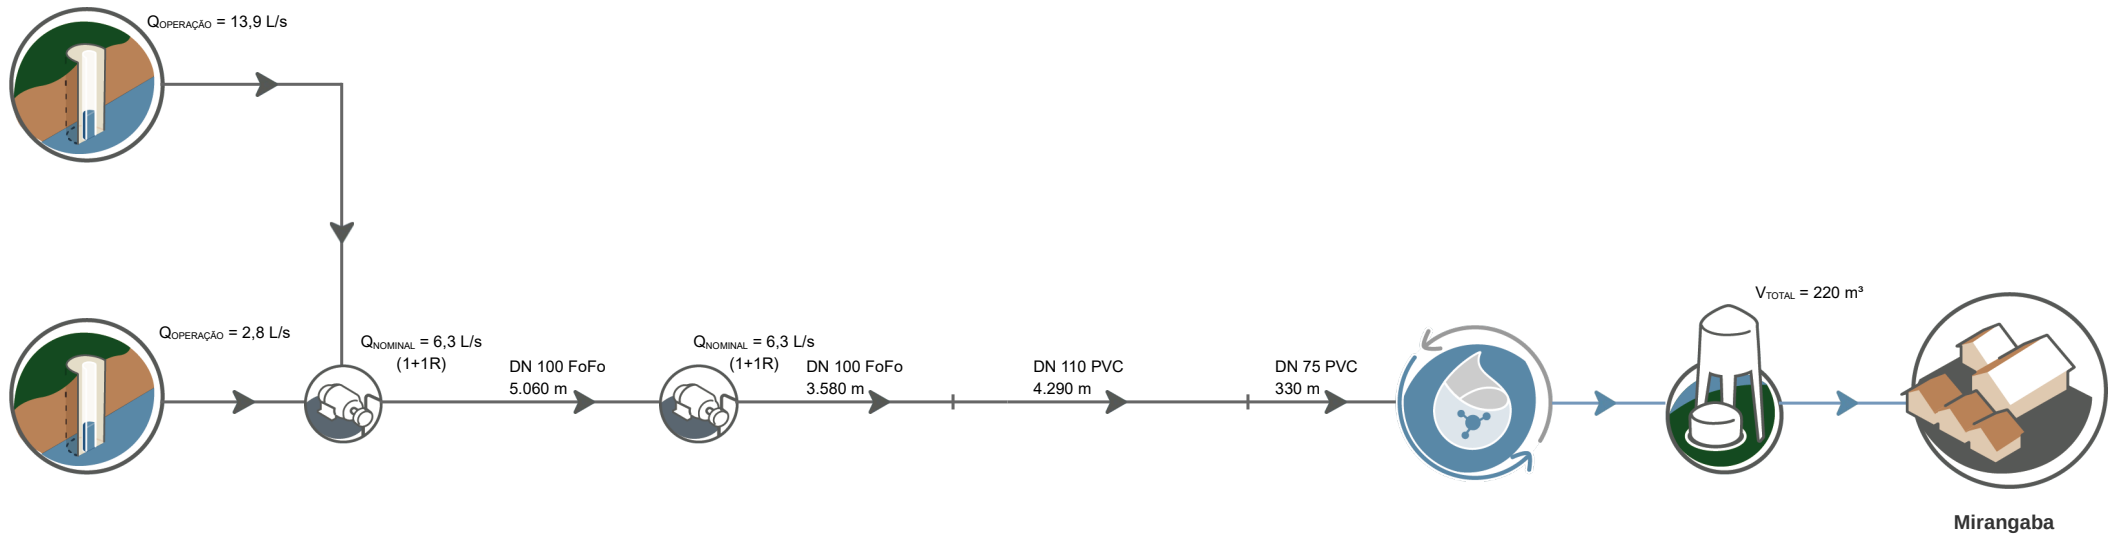 QOPERAÇÃO = 13,9 L/s
QOPERAÇÃO = 2,8 L/s
QNOMINAL = 6,3 L/s
(1+1R)
DN 100 FoFo
5.060 m
QNOMINAL = 6,3 L/s
(1+1R)
DN 100 FoFo
3.580 m
DN 110 PVC
4.290 m
DN 75 PVC
330 m
VTOTAL = 220 m³
Mirangaba